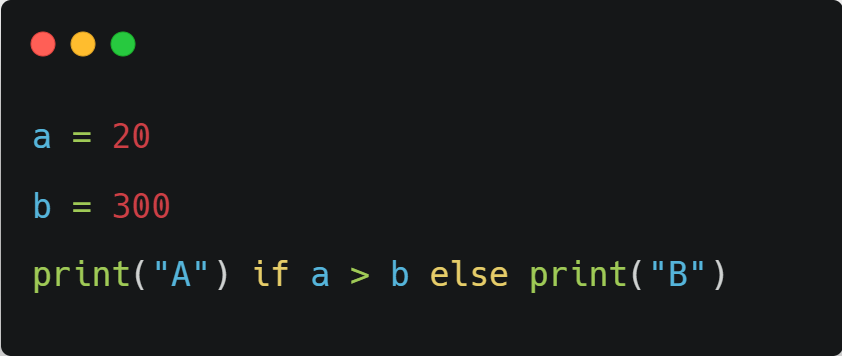 a = 20
b = 300
print("A") if a > b else print("B")